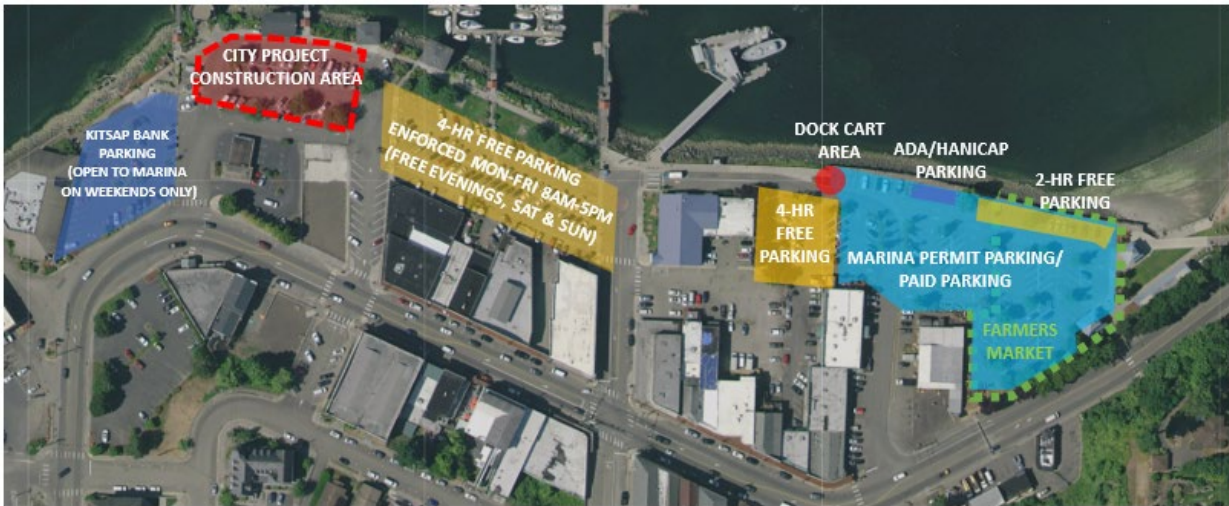 CITY PROJECT
CONSTRUCTION AREA
KITSAP BANK
PARKING
(OPEN TO MARINA
ON WEEKENDS ONLY)
4-HR FREE PARKING
ENFORCED MON-FRI 8AM-5PM
(FREE EVENINGS, SAT & SUN)
DOCK CART
AREA
ADA/HANICAP
PARKING
2-HR FREE
PARKING
4-HR
FREE
PARKING
MARINA PERMIT PARKING/
PAID PARKING
FARMERS
MARKET